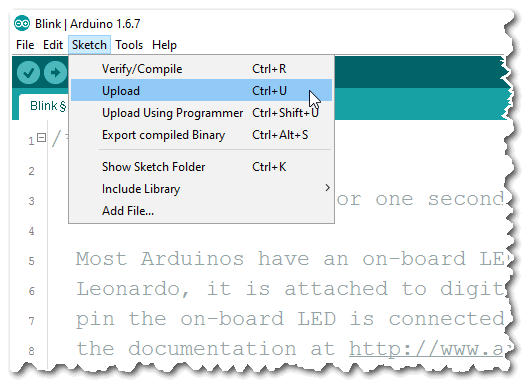 Blink | Arduino 1.6.7
File Edit Sketch Tools Help
Verify/Compile Ctrl+R
Upload Ctrl+U
Upload Using Programmer Ctrl+Shift+U
Export compiled Binary Ctrl+Alt+S
Show Sketch Folder Ctrl+K
Include Library
Add File...
Blink §
1 /*
2
3 or one second
4
5 Most Arduinos have an on-board LE
6 Leonardo, it is attached to digit
7 pin the on-board LED is connected
8 the documentation at http://www.a